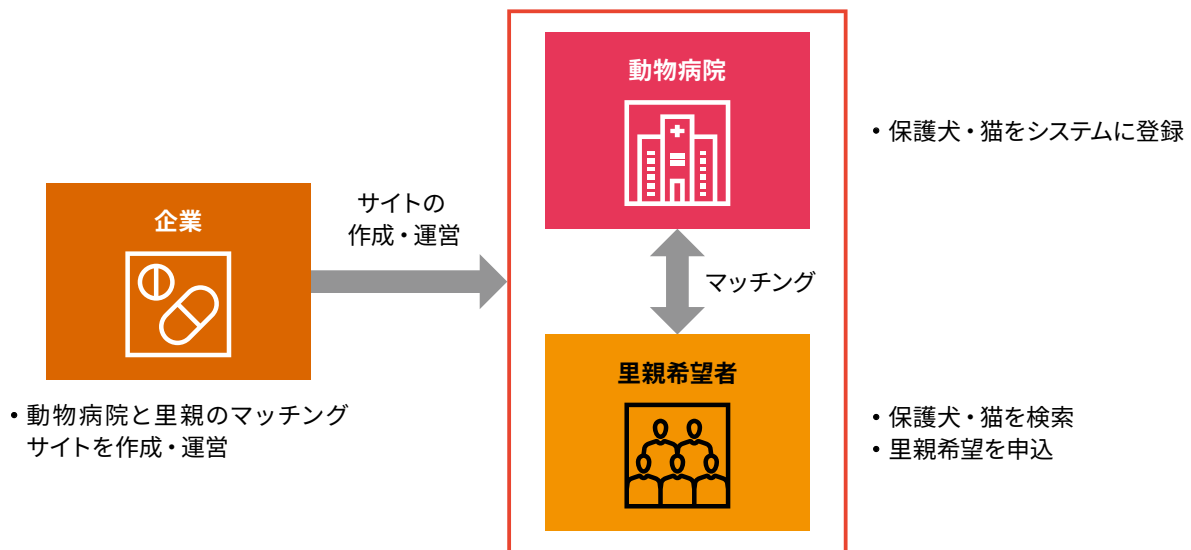 企業
• 動物病院と里親のマッチング
サイトを作成・運営
サイトの
作成・運営
動物病院
マッチング
里親希望者
• 保護犬・猫をシステムに登録
• 保護犬・猫を検索
• 里親希望を申込